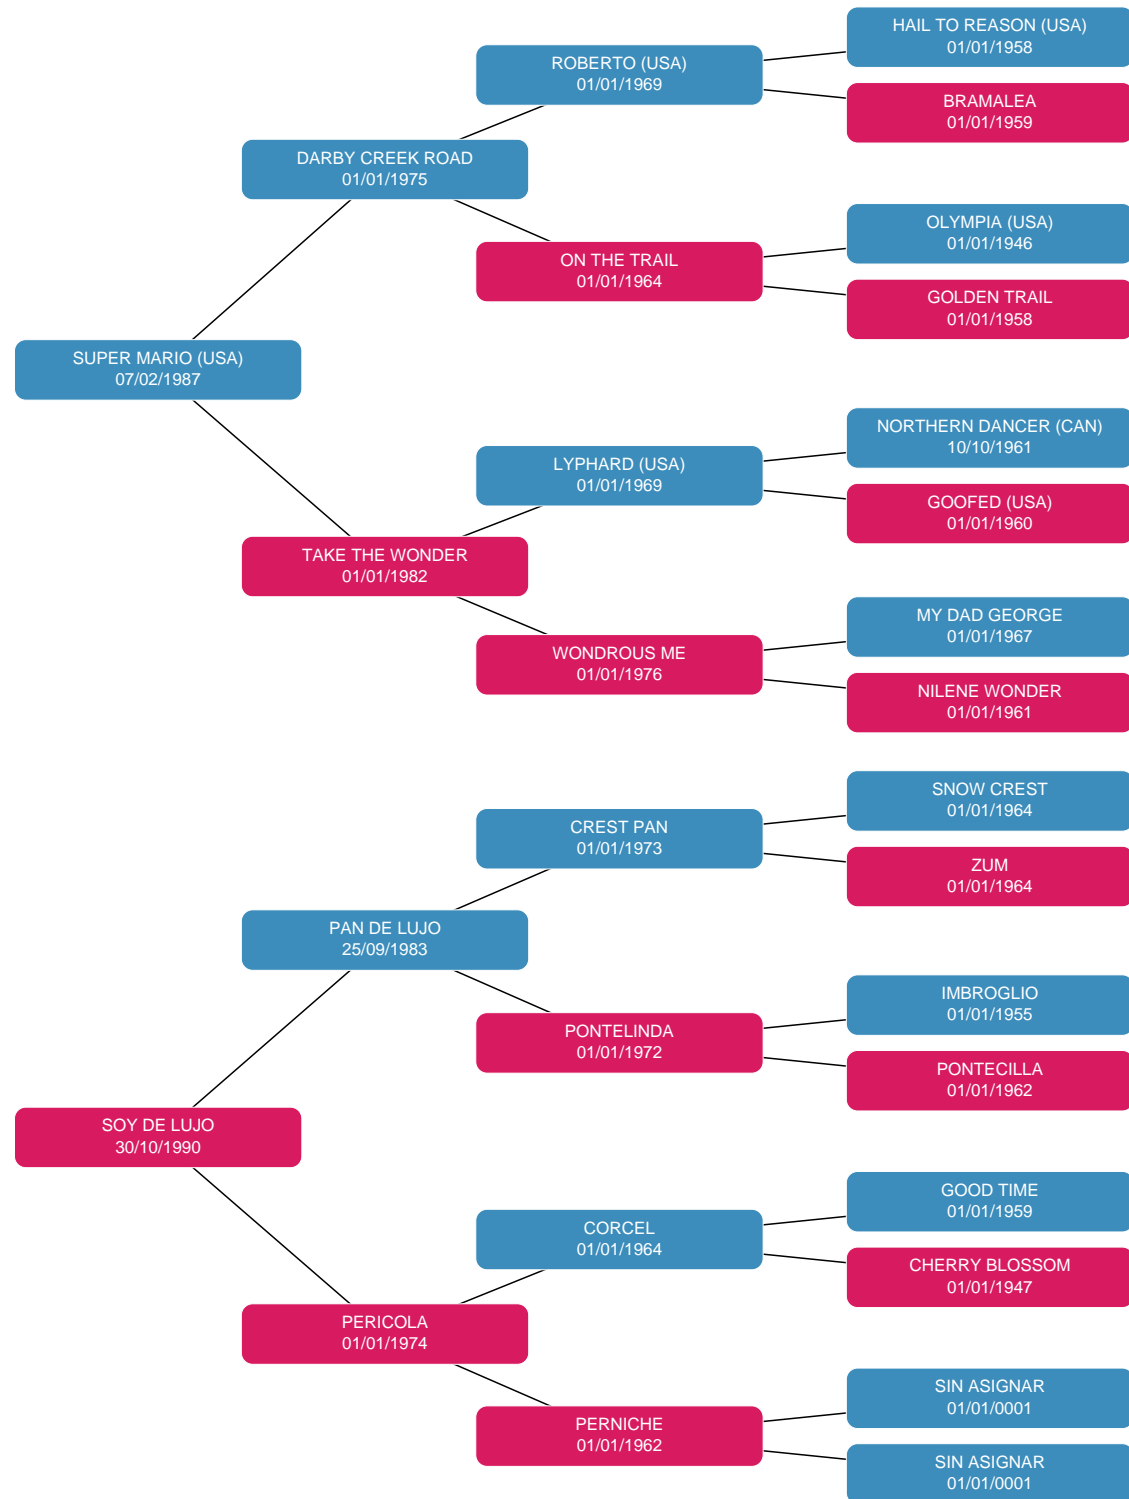 HAIL TO REASON (USA)
01/01/1958
ROBERTO (USA)
01/01/1969
BRAMALEA
01/01/1959
DARBY CREEK ROAD
01/01/1975
OLYMPIA (USA)
01/01/1946
ON THE TRAIL
01/01/1964
GOLDEN TRAIL
01/01/1958
SUPER MARIO (USA)
07/02/1987
NORTHERN DANCER (CAN)
10/10/1961
LYPHARD (USA)
01/01/1969
GOOFED (USA)
01/01/1960
TAKE THE WONDER
01/01/1982
MY DAD GEORGE
01/01/1967
WONDROUS ME
01/01/1976
NILENE WONDER
01/01/1961
SNOW CREST
01/01/1964
CREST PAN
01/01/1973
ZUM
01/01/1964
PAN DE LUJO
25/09/1983
IMBROGLIO
01/01/1955
PONTELINDA
01/01/1972
PONTECILLA
01/01/1962
SOY DE LUJO
30/10/1990
GOOD TIME
01/01/1959
CORCEL
01/01/1964
CHERRY BLOSSOM
01/01/1947
PERICOLA
01/01/1974
SIN ASIGNAR
01/01/0001
PERNICHE
01/01/1962
SIN ASIGNAR
01/01/0001